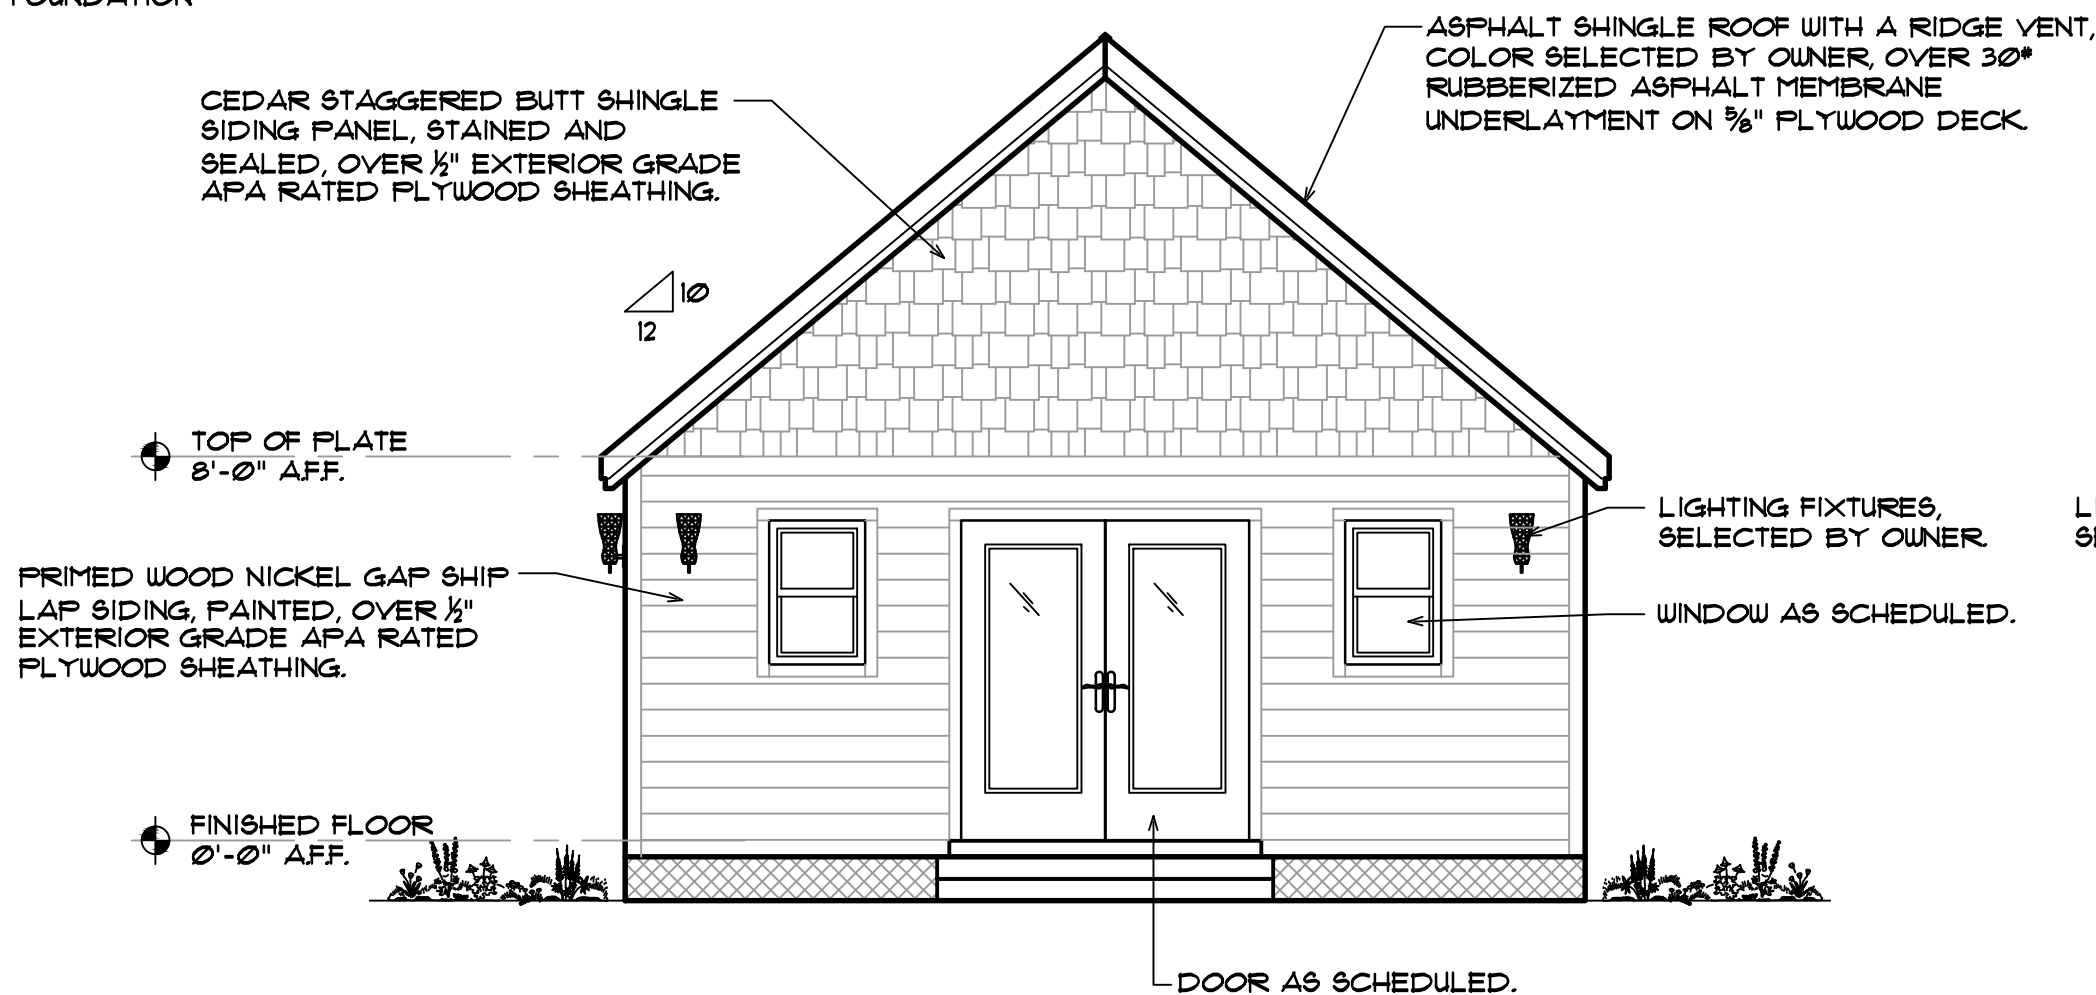 FOUNDATION
ASPHALT SHINGLE ROOF WITH A RIDGE VENT,
COLOR SELECTED BY OWNER, OVER 30#
RUBBERIZED ASPHALT MEMBRANE
UNDERLAYMENT ON 5/8" PLYWOOD DECK.
CEDAR STAGGERED BUTT SHINGLE
SIDING PANEL, STAINED AND
SEALED, OVER 1/2" EXTERIOR GRADE
APA RATED PLYWOOD SHEATHING.
10
12
TOP OF PLATE
8'-0" A.F.F.
LIGHTING FIXTURES,
SELECTED BY OWNER.
PRIMED WOOD NICKEL GAP SHIP
LAP SIDING, PAINTED, OVER 1/2"
EXTERIOR GRADE APA RATED
PLYWOOD SHEATHING.
WINDOW AS SCHEDULED.
FINISHED FLOOR
0'-0" A.F.F.
DOOR AS SCHEDULED.